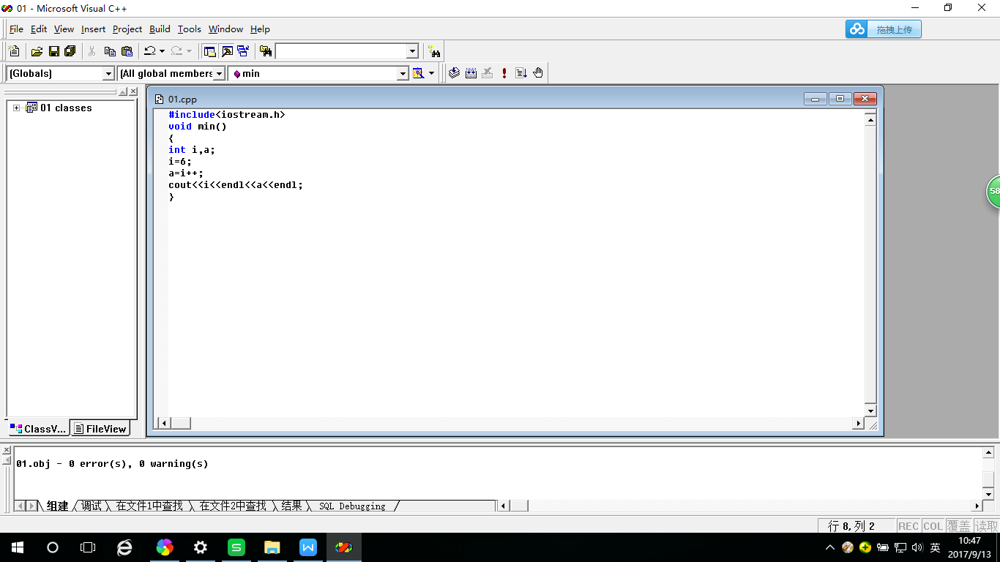 01 - Microsoft Visual C++
File Edit View Insert Project Build Tools Window Help
拖拽上传
(Globals) (All global members min
01 classes
01.cpp
#include<iostream.h>
void min()
{
int i,a;
i=6;
a=i++;
cout<<i<<endl<<a<<endl;
}
58
ClassV... FileView
01.obj - 0 error(s), 0 warning(s)
组建 调试 在文件1中查找 在文件2中查找 结果 SQL Debugging
行 8,列 2 REC COL 覆盖 读取
英 10:47
2017/9/13